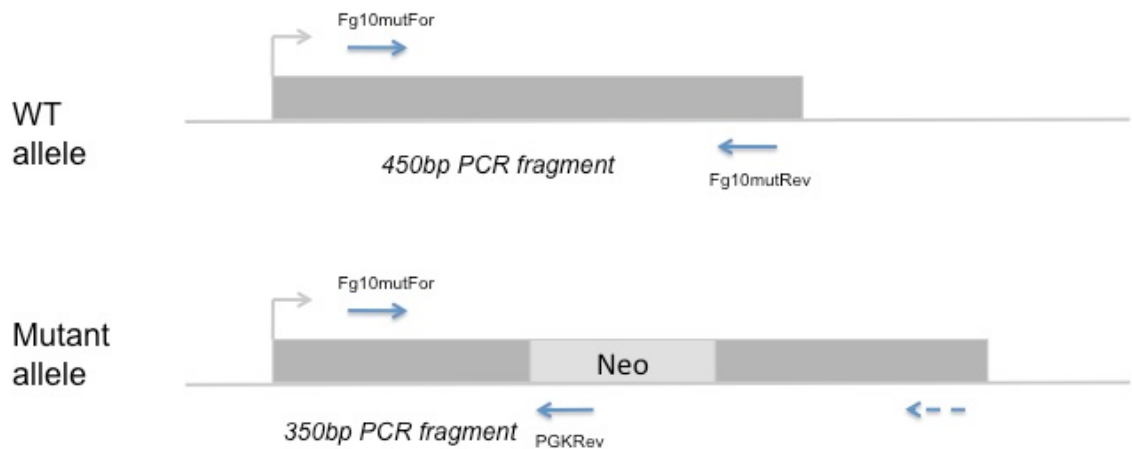 Fg10mutFor
WT
allele
450bp PCR fragment
Fg10mutRev
Fg10mutFor
Mutant
allele
Neo
350bp PCR fragment
PGKRev